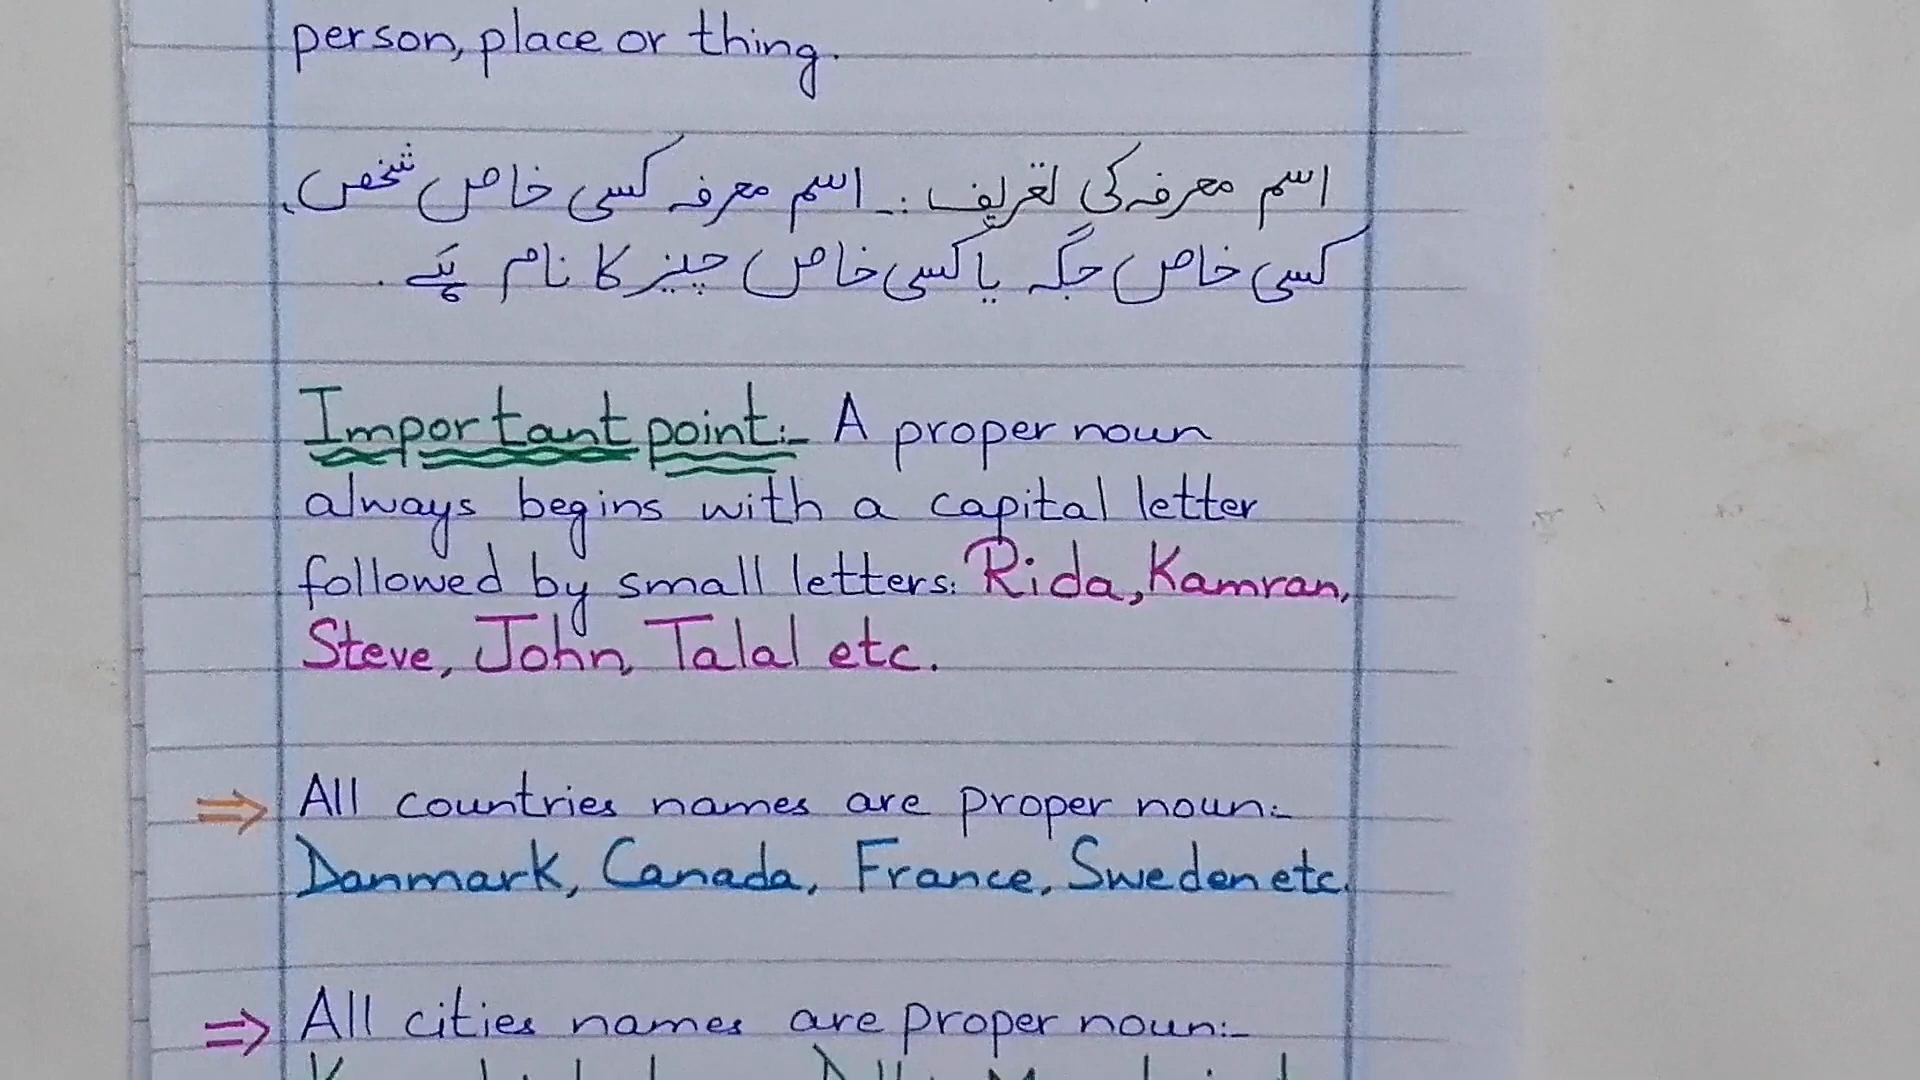 person, place or thing.
اسم معرفہ کی تعریف :۔ اسم معرفہ کسی خاص شخص،
کسی خاص جگہ یا کسی خاص چیز کا نام ہے .
Important point:- A proper noun
always begins with a capital letter
followed by small letters: Rida, Kamran,
Steve, John, Talal etc.
⇒ All countries names are proper noun:-
Danmark, Canada, France, Sweden etc.
⇒ All cities names are proper noun:-